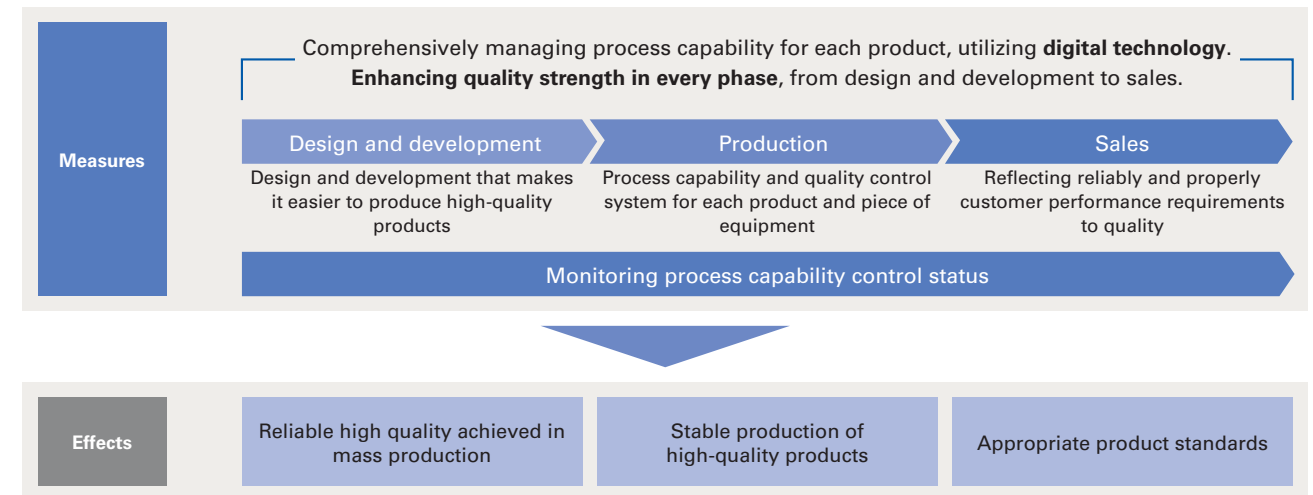 Comprehensively managing process capability for each product, utilizing digital technology.
Enhancing quality strength in every phase, from design and development to sales.
Measures
Design and development
Design and development that makes
it easier to produce high-quality
products
Production
Process capability and quality control
system for each product and piece of
equipment
Sales
Reflecting reliably and properly
customer performance requirements
to quality
Monitoring process capability control status
Effects
Reliable high quality achieved in
mass production
Stable production of
high-quality products
Appropriate product standards